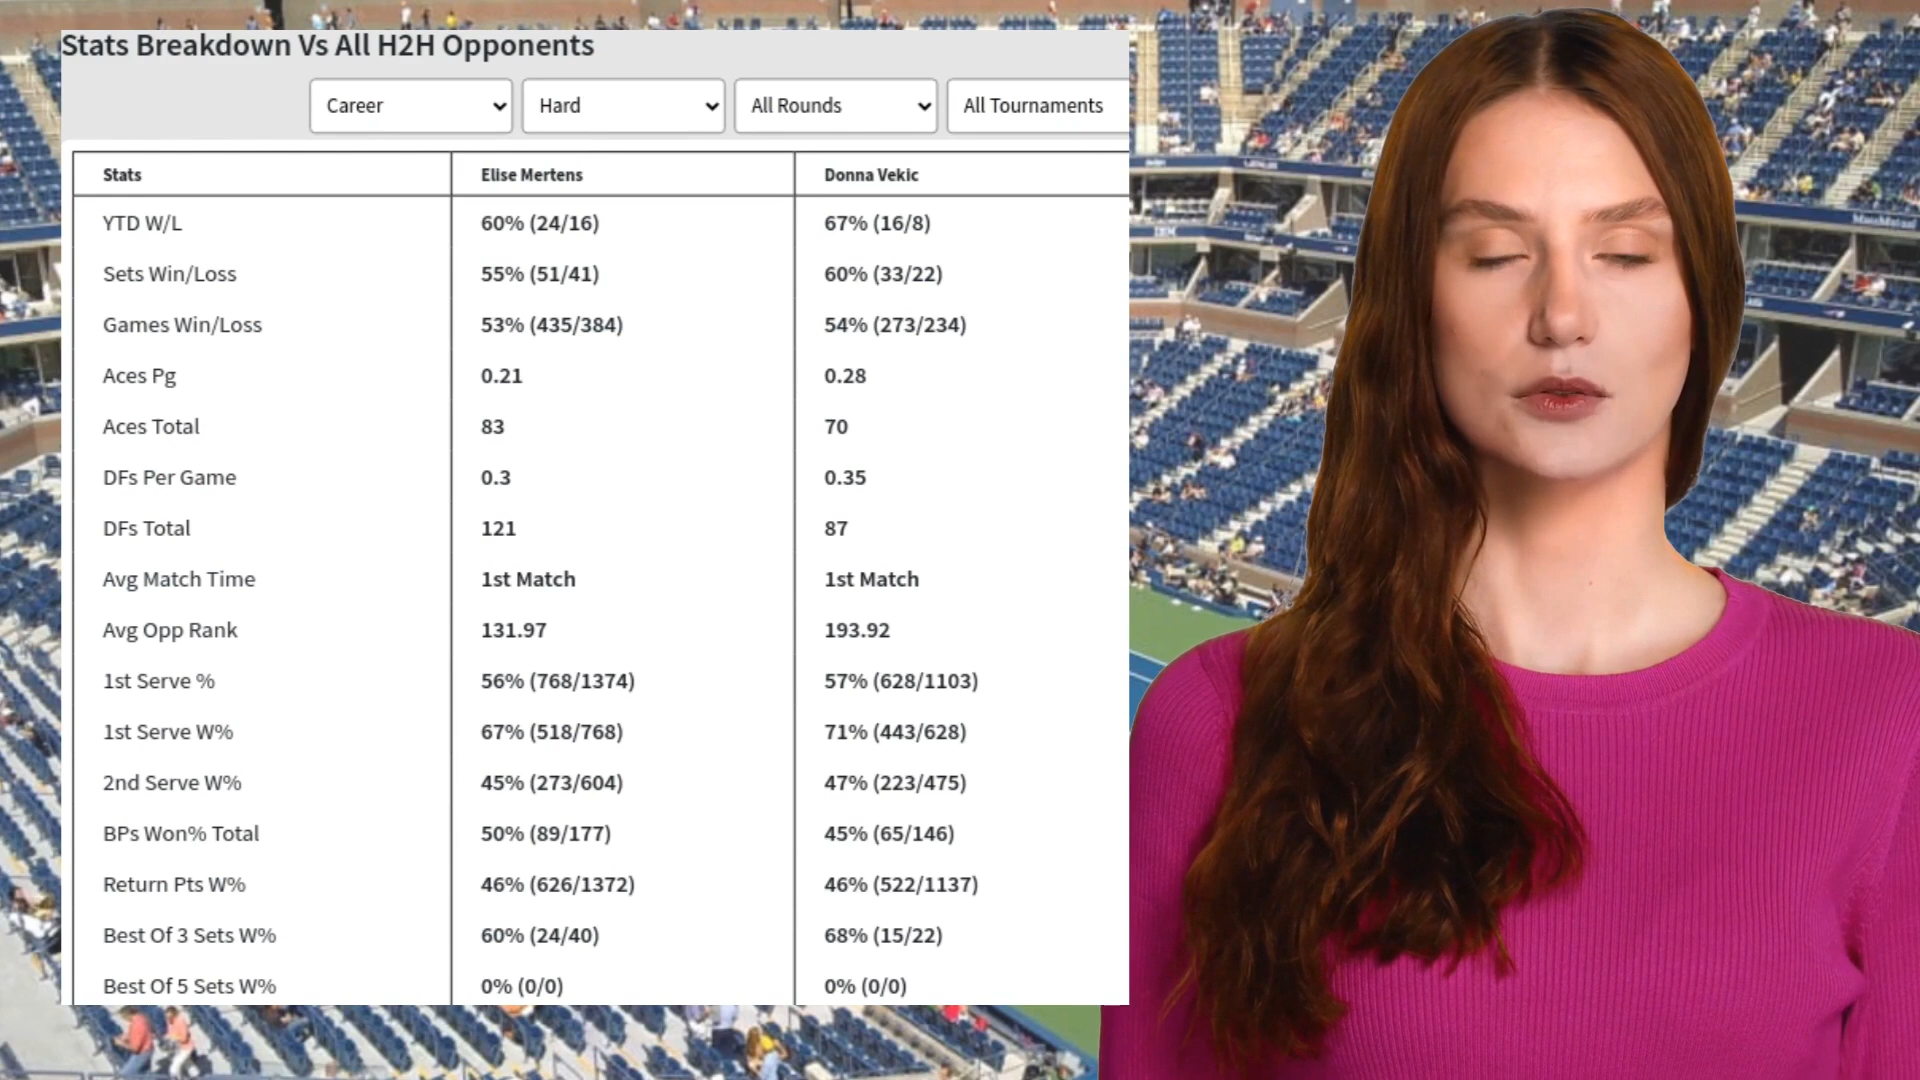 Stats Breakdown Vs All H2H Opponents
Career Hard All Rounds All Tournaments
Stats Elise Mertens Donna Vekic
YTD W/L 60% (24/16) 67% (16/8)
Sets Win/Loss 55% (51/41) 60% (33/22)
Games Win/Loss 53% (435/384) 54% (273/234)
Aces Pg 0.21 0.28
Aces Total 83 70
DFs Per Game 0.3 0.35
DFs Total 121 87
Avg Match Time 1st Match 1st Match
Avg Opp Rank 131.97 193.92
1st Serve % 56% (768/1374) 57% (628/1103)
1st Serve W% 67% (518/768) 71% (443/628)
2nd Serve W% 45% (273/604) 47% (223/475)
BPs Won% Total 50% (89/177) 45% (65/146)
Return Pts W% 46% (626/1372) 46% (522/1137)
Best Of 3 Sets W% 60% (24/40) 68% (15/22)
Best Of 5 Sets W% 0% (0/0) 0% (0/0)
IBM